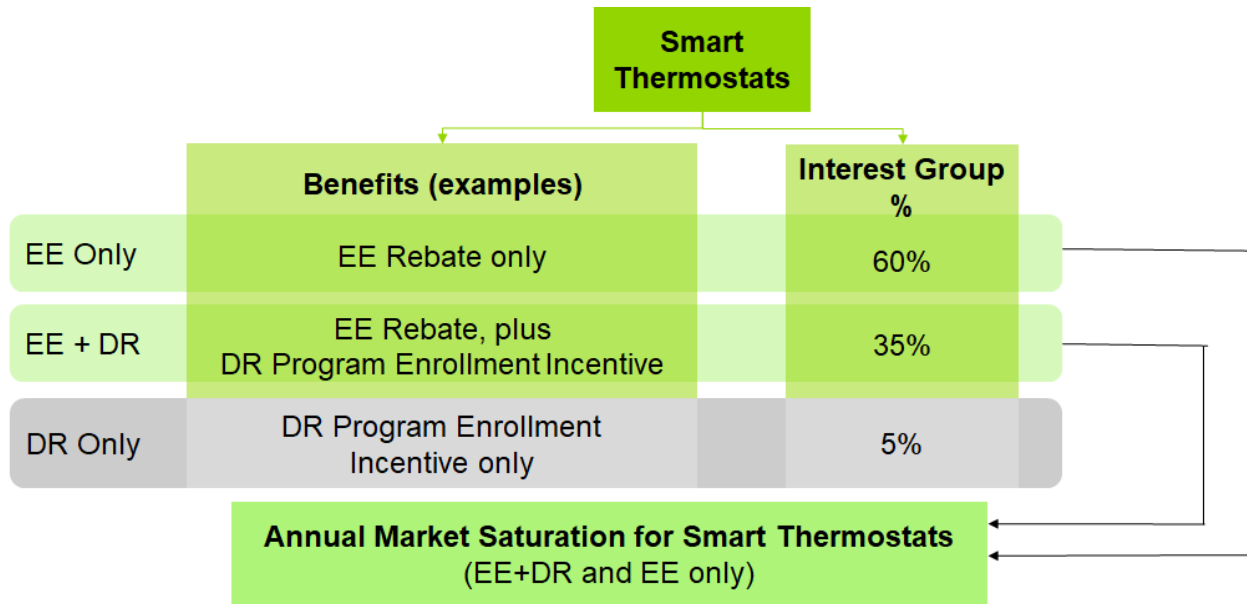 Smart
Thermostats
Benefits (examples)
Interest Group
%
EE Only
EE Rebate only
60%
EE + DR
EE Rebate, plus
DR Program Enrollment Incentive
35%
DR Only
DR Program Enrollment
Incentive only
5%
Annual Market Saturation for Smart Thermostats
(EE+DR and EE only)